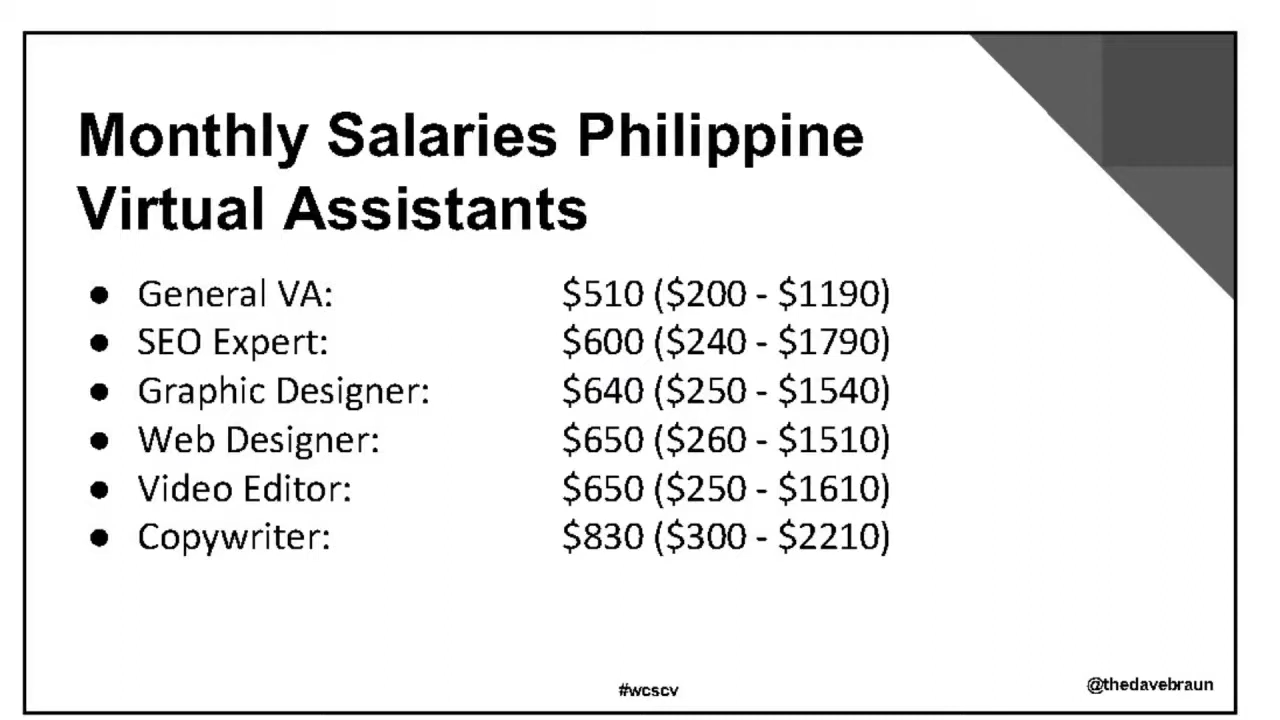 Monthly Salaries Philippine
Virtual Assistants
● General VA: $510 ($200 - $1190)
● SEO Expert: $600 ($240 - $1790)
● Graphic Designer: $640 ($250 - $1540)
● Web Designer: $650 ($260 - $1510)
● Video Editor: $650 ($250 - $1610)
● Copywriter: $830 ($300 - $2210)
#wcscv
@thedavebraun